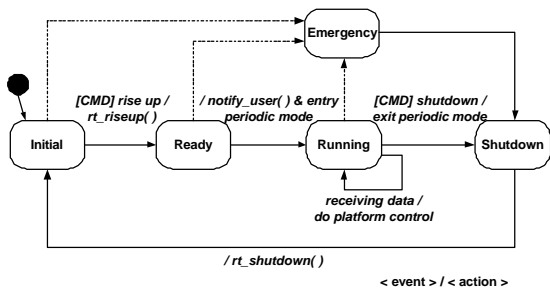 Emergency
[CMD] rise up /
rt_riseup( )
/ notify_user( ) & entry
periodic mode
[CMD] shutdown /
exit periodic mode
Initial
Ready
Running
Shutdown
receiving data /
do platform control
/ rt_shutdown( )
< event > / < action >